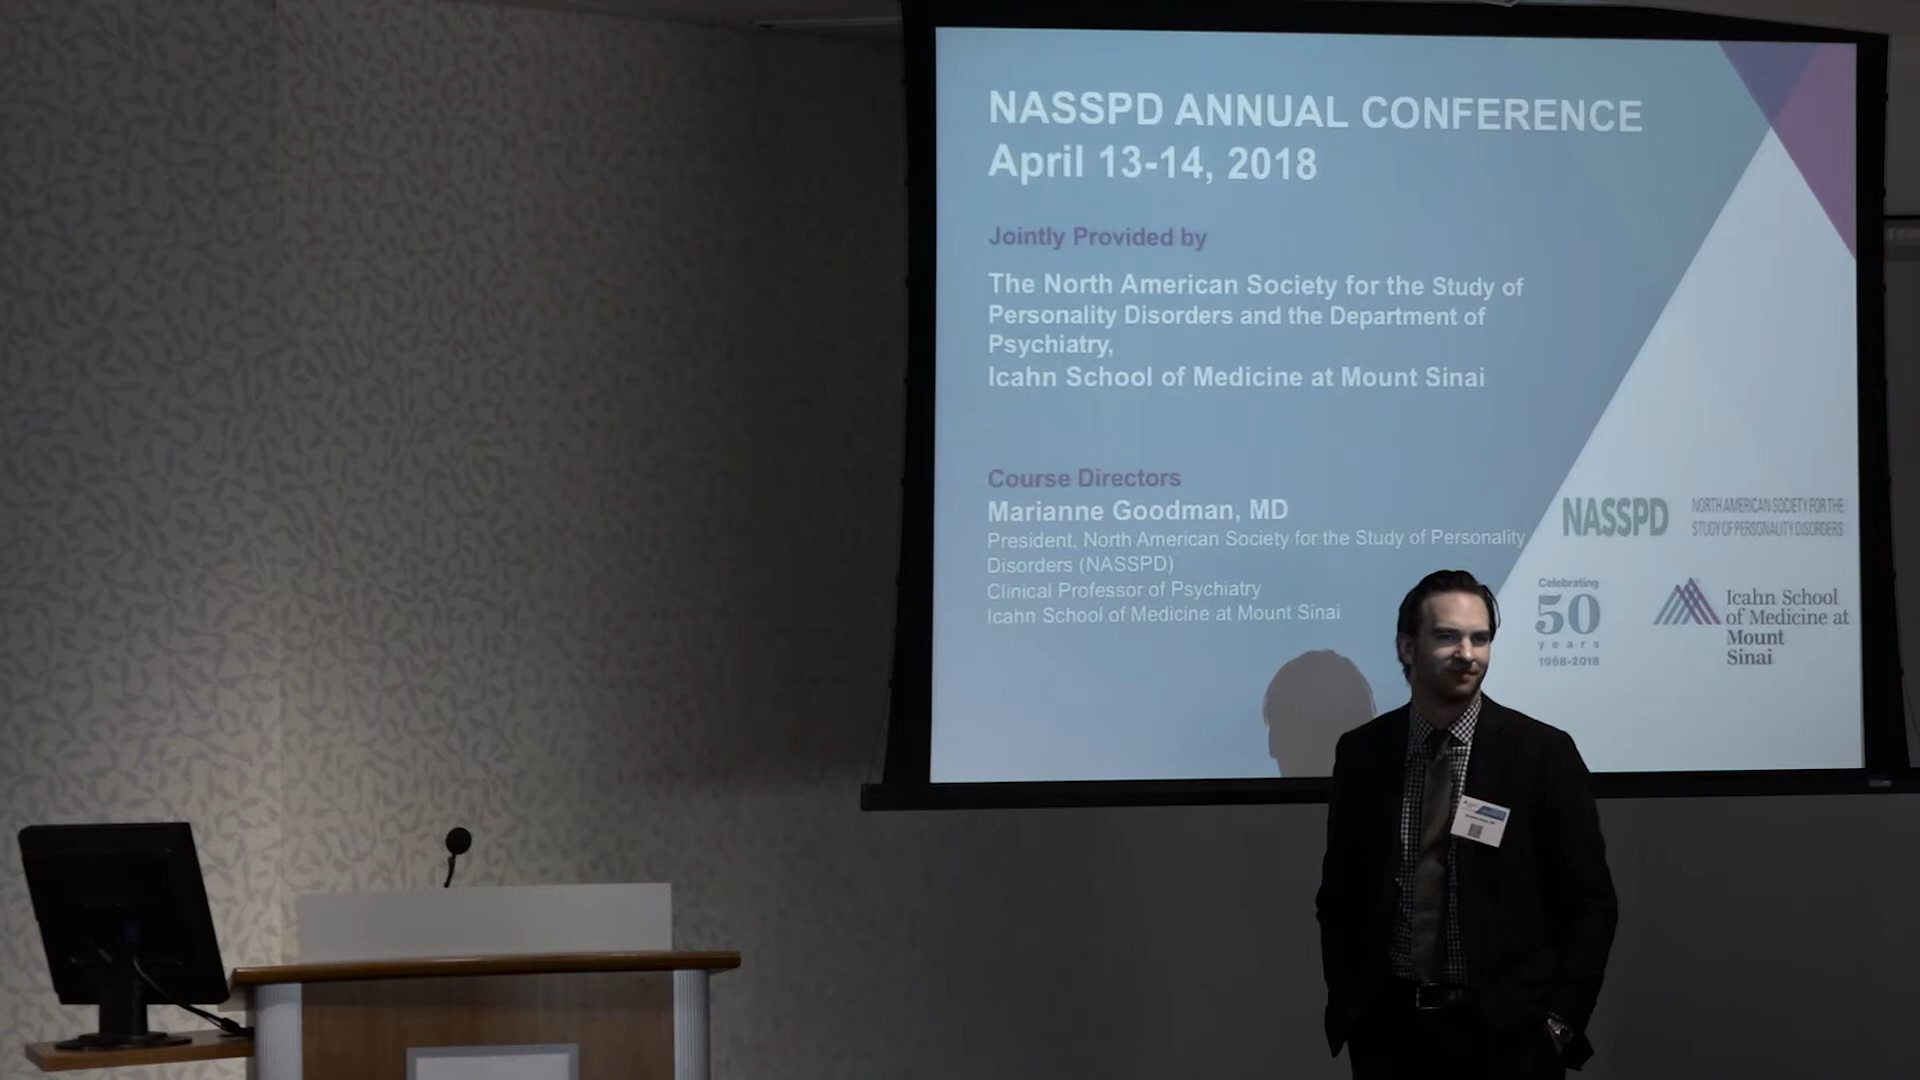 NASSPD ANNUAL CONFERENCE
April 13-14, 2018
Jointly Provided by
The North American Society for the Study of
Personality Disorders and the Department of
Psychiatry,
Icahn School of Medicine at Mount Sinai
Course Directors
Marianne Goodman, MD
President, North American Society for the Study of Personality
Disorders (NASSPD)
Clinical Professor of Psychiatry
Icahn School of Medicine at Mount Sinai
NASSPD
NORTH AMERICAN SOCIETY FOR THE
STUDY OF PERSONALITY DISORDERS
Celebrating
50
years
1968-2018
Icahn School
of Medicine at
Mount
Sinai